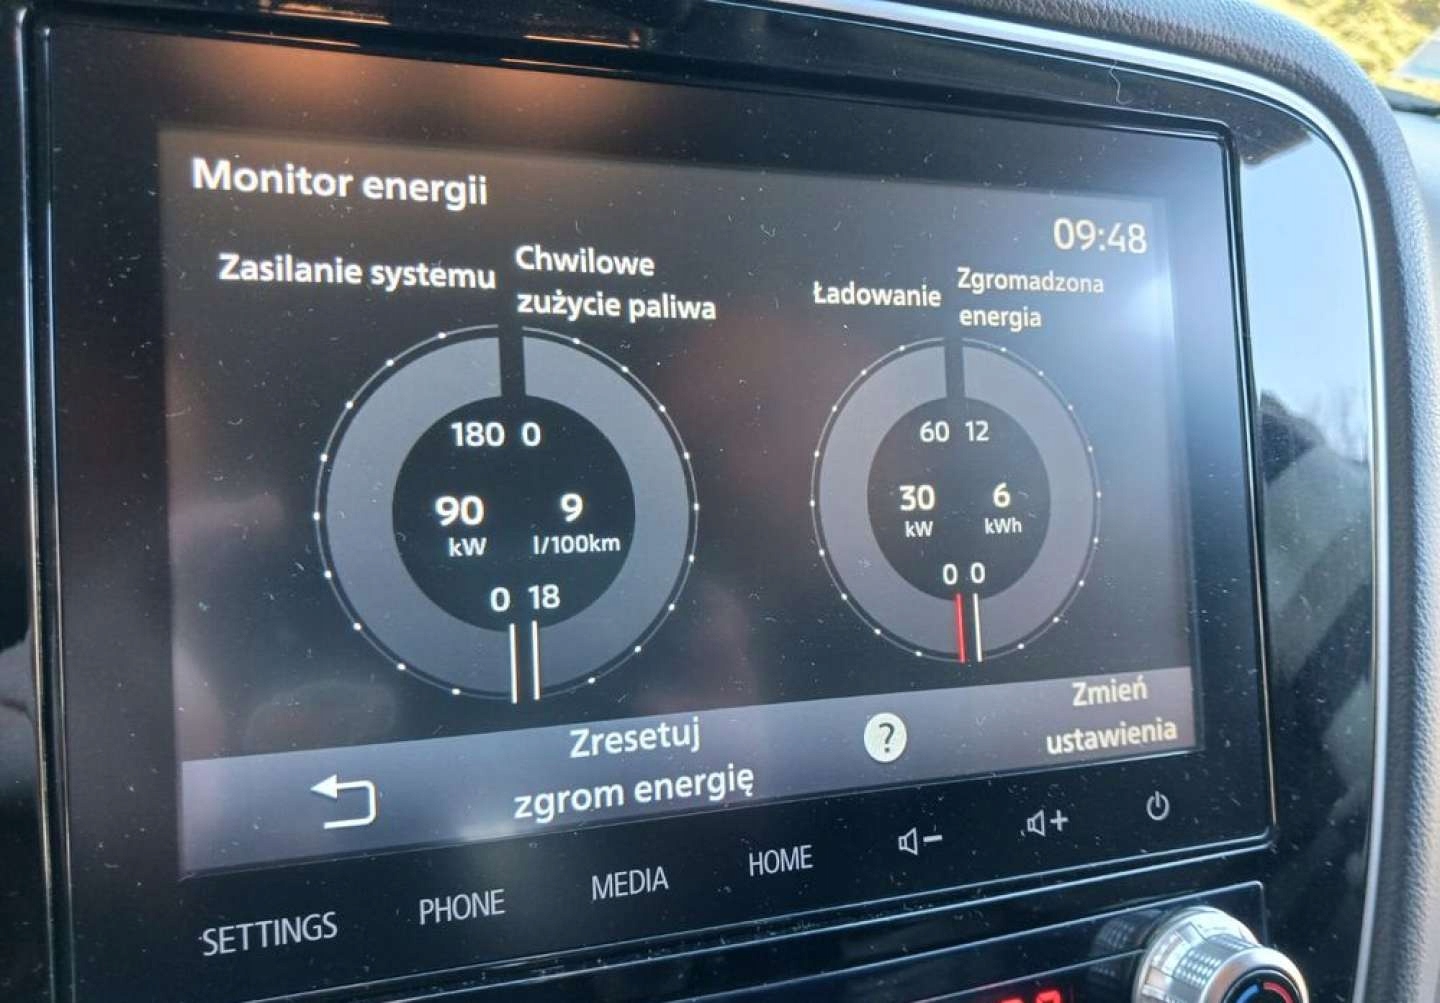 Monitor energii
09:48
Zasilanie systemu
Chwilowe
zużycie paliwa
Ładowanie
Zgromadzona
energia
180 0
90 9
kW l/100km
0 18
60 12
30 6
kW kWh
0 0
Zresetuj
zgrom energię
?
Zmień
ustawienia
SETTINGS
PHONE
MEDIA
HOME